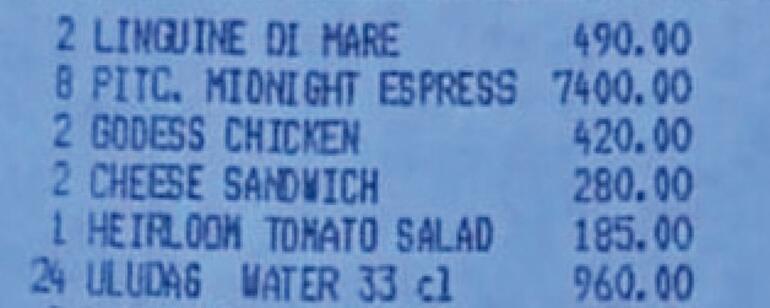 2 LINGUINE DI MARE 490.00
8 PITC. MIDNIGHT ESPRESS 7400.00
2 GODESS CHICKEN 420.00
2 CHEESE SANDWICH 280.00
1 HEIRLOOM TOMATO SALAD 185.00
24 ULUDAG WATER 33 cl 960.00